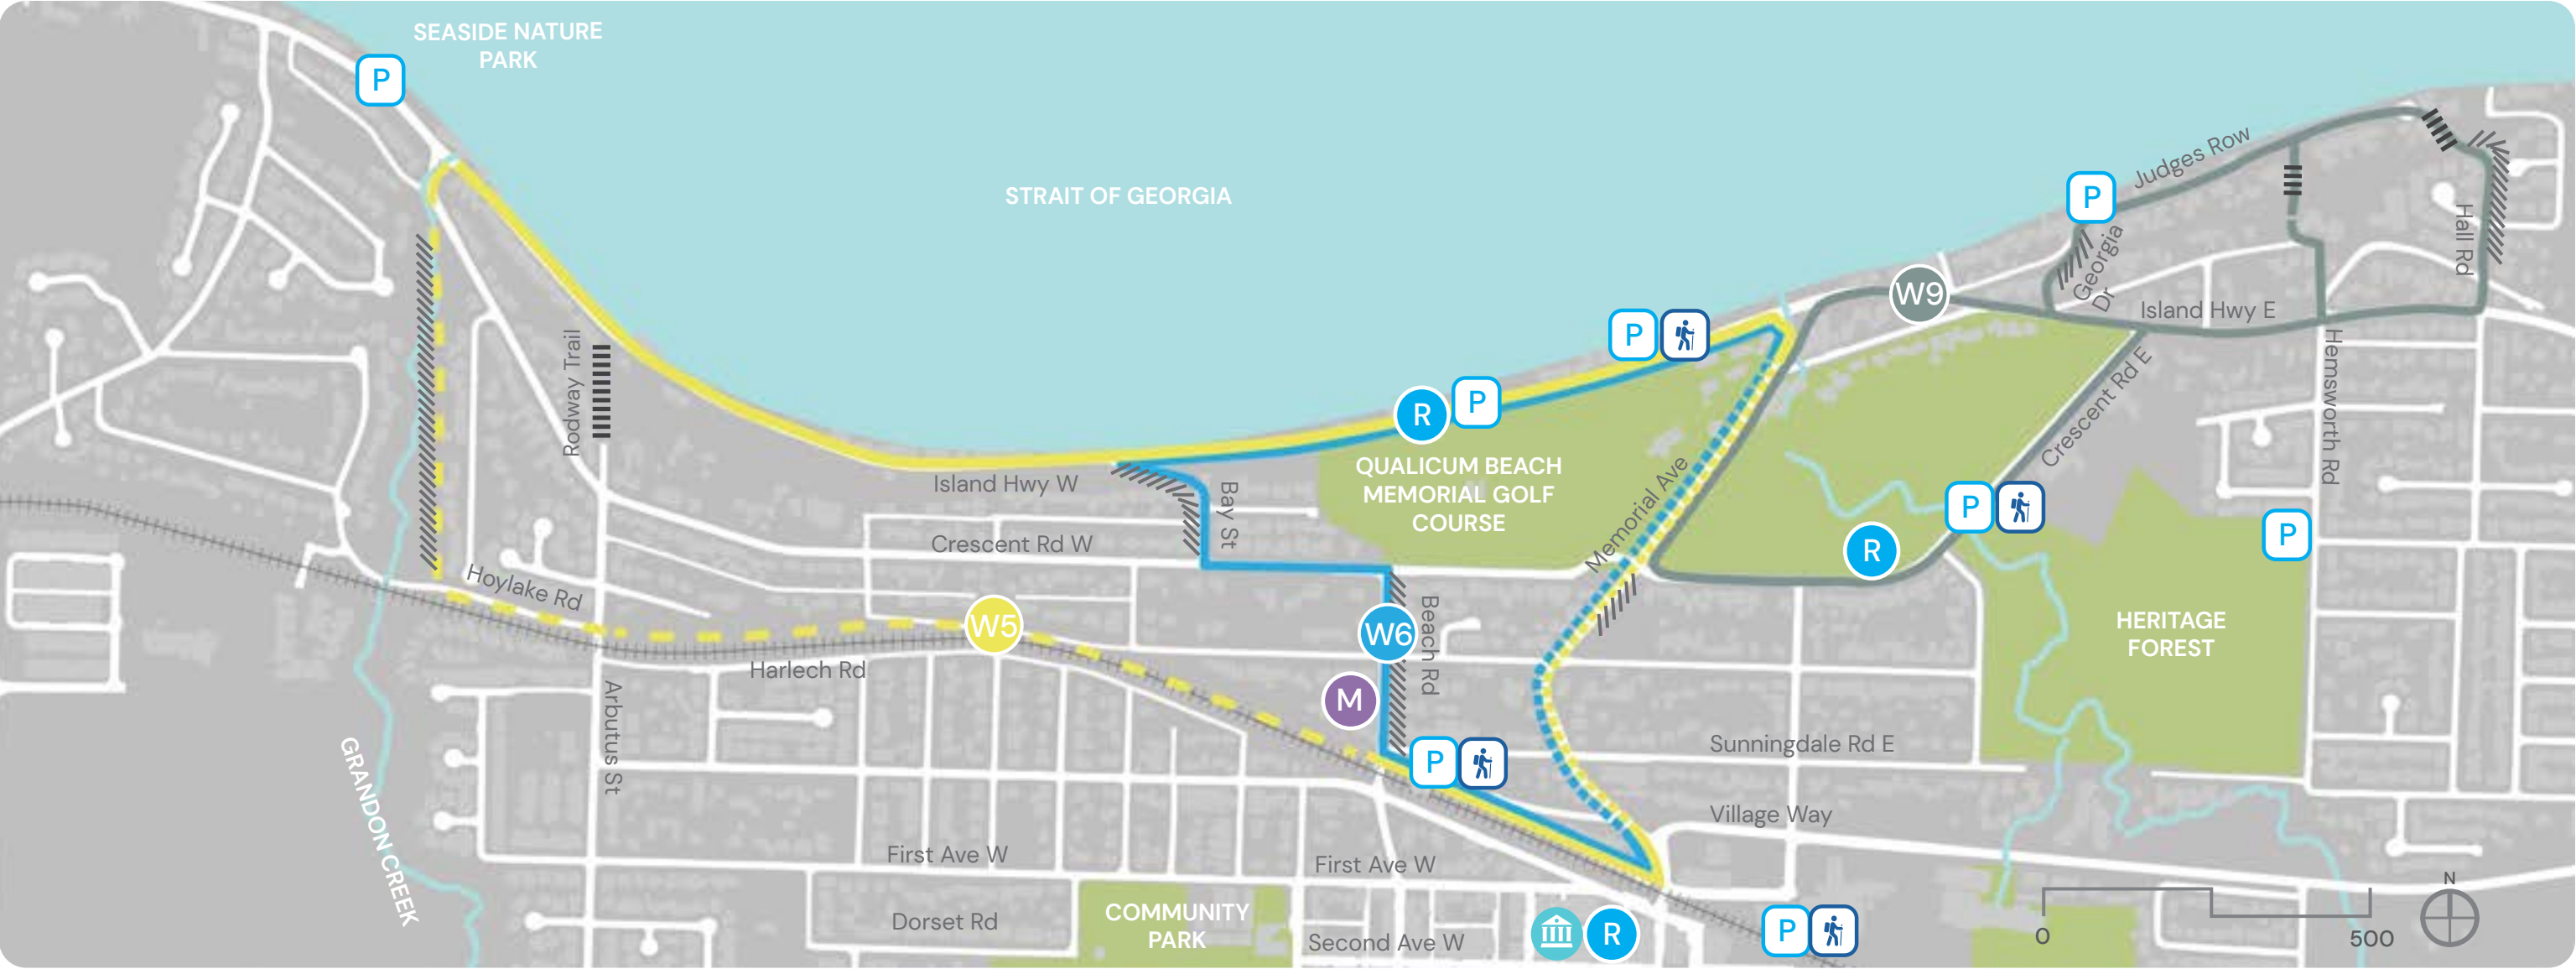 SEASIDE NATURE
PARK
P
STRAIT OF GEORGIA
Judges Row
P
Georgia
Dr
Hall Rd
W9
Island Hwy E
P
Rodway Trail
R
P
Hemsworth Rd
Crescent Rd E
QUALICUM BEACH
MEMORIAL GOLF
COURSE
Island Hwy W
Bay St
Memorial Ave
P
P
Crescent Rd W
R
Hoylake Rd
W5
W6
Beach Rd
HERITAGE
FOREST
Harlech Rd
M
Arbutus St
Sunningdale Rd E
P
GRANDON CREEK
Village Way
First Ave W
First Ave W
N
COMMUNITY
PARK
Dorset Rd
Second Ave W
R
P
0
500